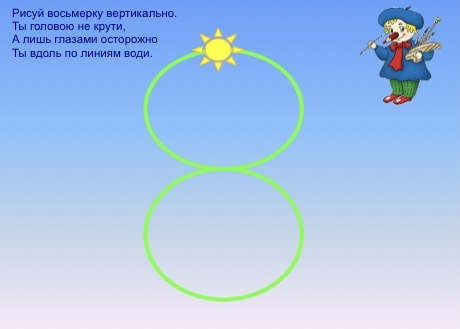 Рисуй восьмерку вертикально.
Ты головою не крути,
А лишь глазами осторожно
Ты вдоль по линиям води.